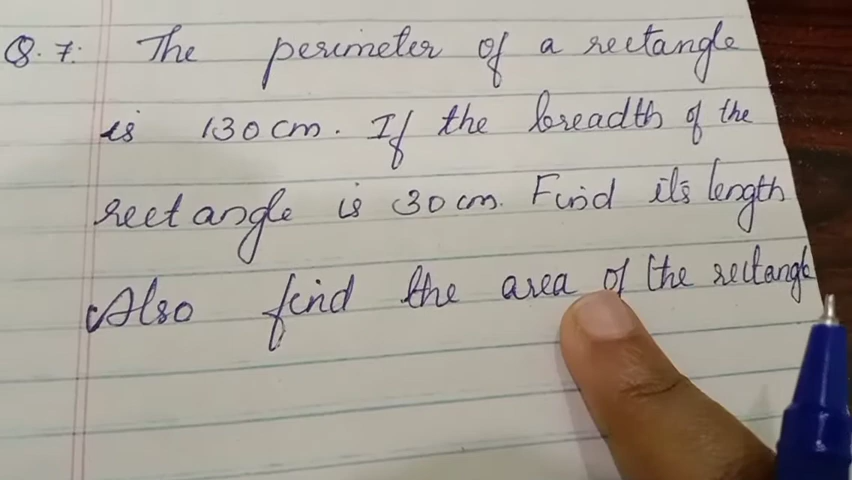 Q. 7. The perimeter of a rectangle
is 130 cm. If the breadth of the
rectangle is 30 cm. Find its length
Also find the area of the rectangle